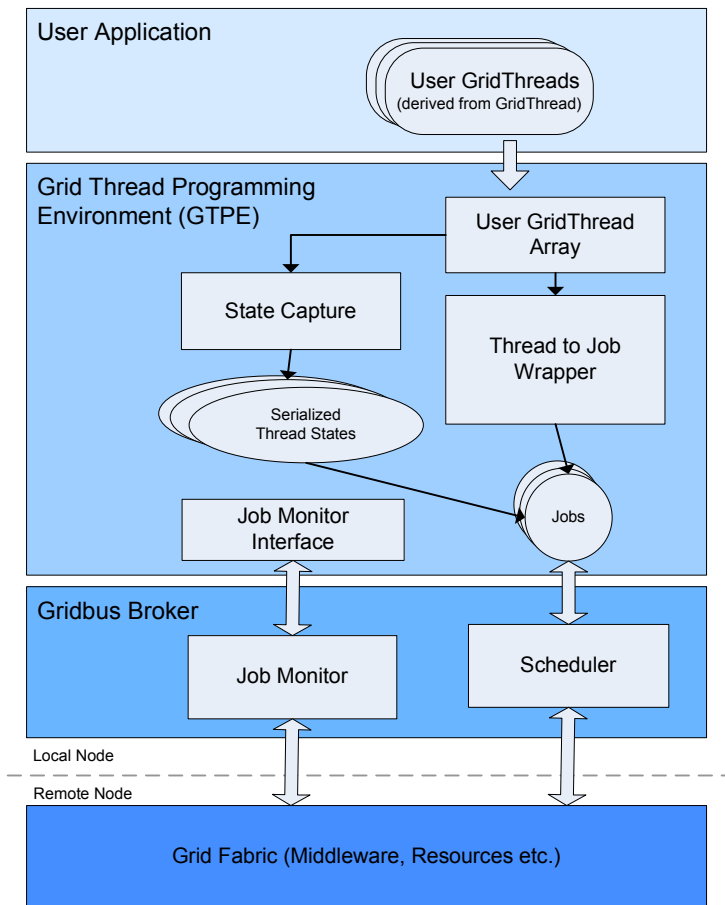 User Application
User GridThreads
(derived from GridThread)
Grid Thread Programming
Environment (GTPE)
User GridThread
Array
State Capture
Thread to Job
Wrapper
Serialized
Thread States
Jobs
Job Monitor
Interface
Gridbus Broker
Job Monitor
Scheduler
Local Node
Remote Node
Grid Fabric (Middleware, Resources etc.)